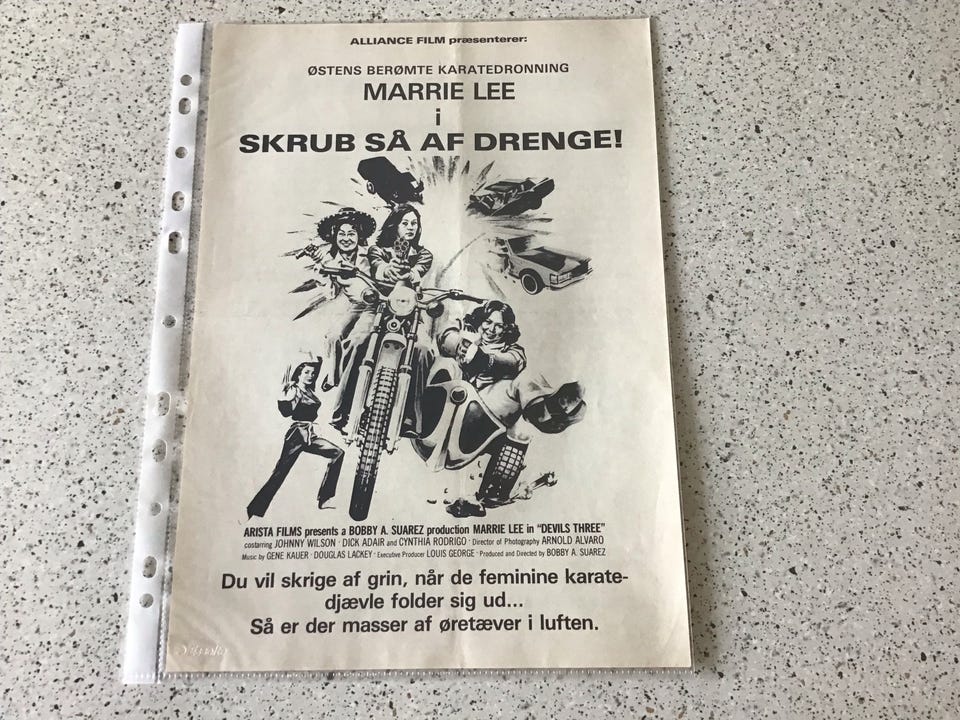 ALLIANCE FILM præsenterer:
ØSTENS BERØMTE KARATEDRONNING
MARRIE LEE
i
SKRUB SÅ AF DRENGE!
ARISTA FILMS presents a BOBBY A. SUAREZ production MARRIE LEE in "DEVILS THREE"
costarring JOHNNY WILSON · DICK ADAIR and CYNTHIA RODRIGO · Director of Photography ARNOLD ALVARO
Music by GENE KAUER · DOUGLAS LACKEY · Executive Producer LOUIS GEORGE · Produced and Directed by BOBBY A. SUAREZ
Du vil skrige af grin, når de feminine karate-
djævle folder sig ud...
Så er der masser af øretæver i luften.